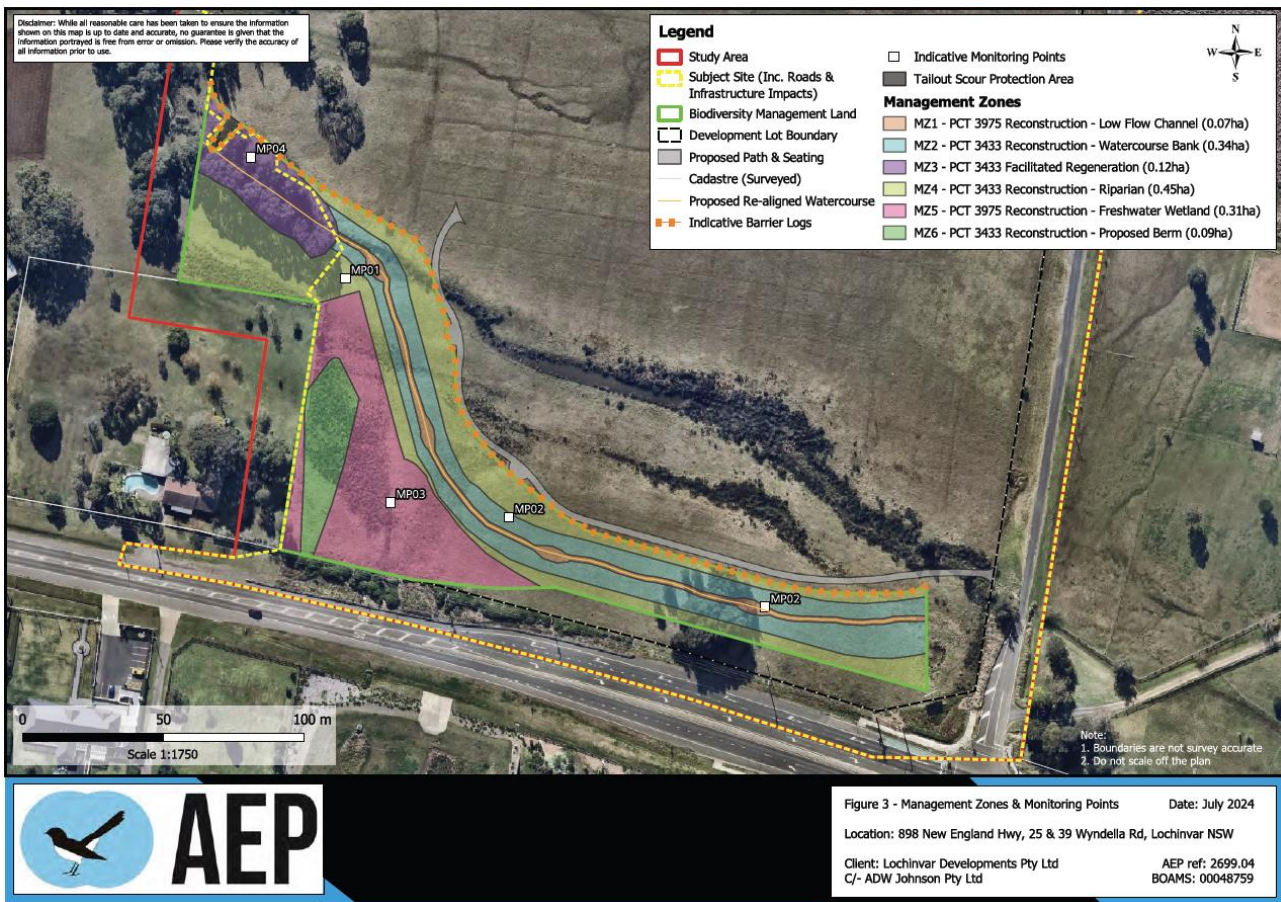 Disclaimer: While all reasonable care has been taken to ensure the information
shown on this map is up to date and accurate, no guarantee is given that the
information portrayed is free from error or omission. Please verify the accuracy of
all information prior to use.
Legend
Study Area
Subject Site (Inc. Roads &
Infrastructure Impacts)
Biodiversity Management Land
Development Lot Boundary
Proposed Path & Seating
Cadastre (Surveyed)
Proposed Re-aligned Watercourse
Indicative Barrier Logs
Indicative Monitoring Points
Tailout Scour Protection Area
Management Zones
MZ1 - PCT 3975 Reconstruction - Low Flow Channel (0.07ha)
MZ2 - PCT 3433 Reconstruction - Watercourse Bank (0.34ha)
MZ3 - PCT 3433 Facilitated Regeneration (0.12ha)
MZ4 - PCT 3433 Reconstruction - Riparian (0.45ha)
MZ5 - PCT 3975 Reconstruction - Freshwater Wetland (0.31ha)
MZ6 - PCT 3433 Reconstruction - Proposed Berm (0.09ha)
N
W E
S
MP04
MP01
MP03
MP02
MP02
0 50 100 m
Scale 1:1750
Note:
1. Boundaries are not survey accurate
2. Do not scale off the plan
AEP
Figure 3 - Management Zones & Monitoring Points Date: July 2024
Location: 898 New England Hwy, 25 & 39 Wyndella Rd, Lochinvar NSW
Client: Lochinvar Developments Pty Ltd AEP ref: 2699.04
C/- ADW Johnson Pty Ltd BOAMS: 00048759